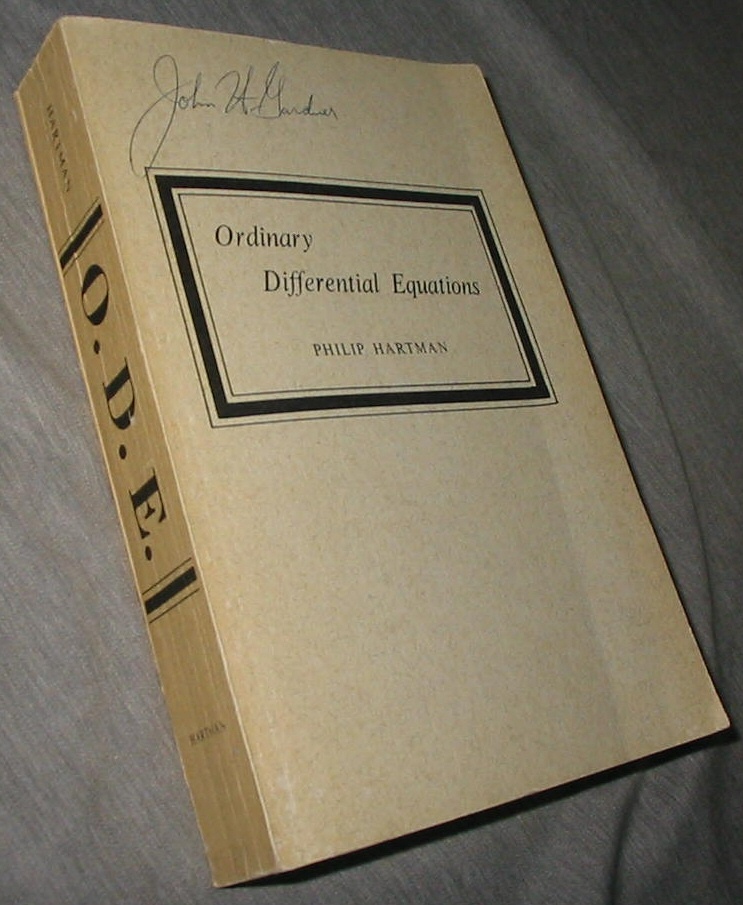 John H Gardner
Ordinary
Differential Equations
PHILIP HARTMAN
HARTMAN
O.D.E.
HARTMAN